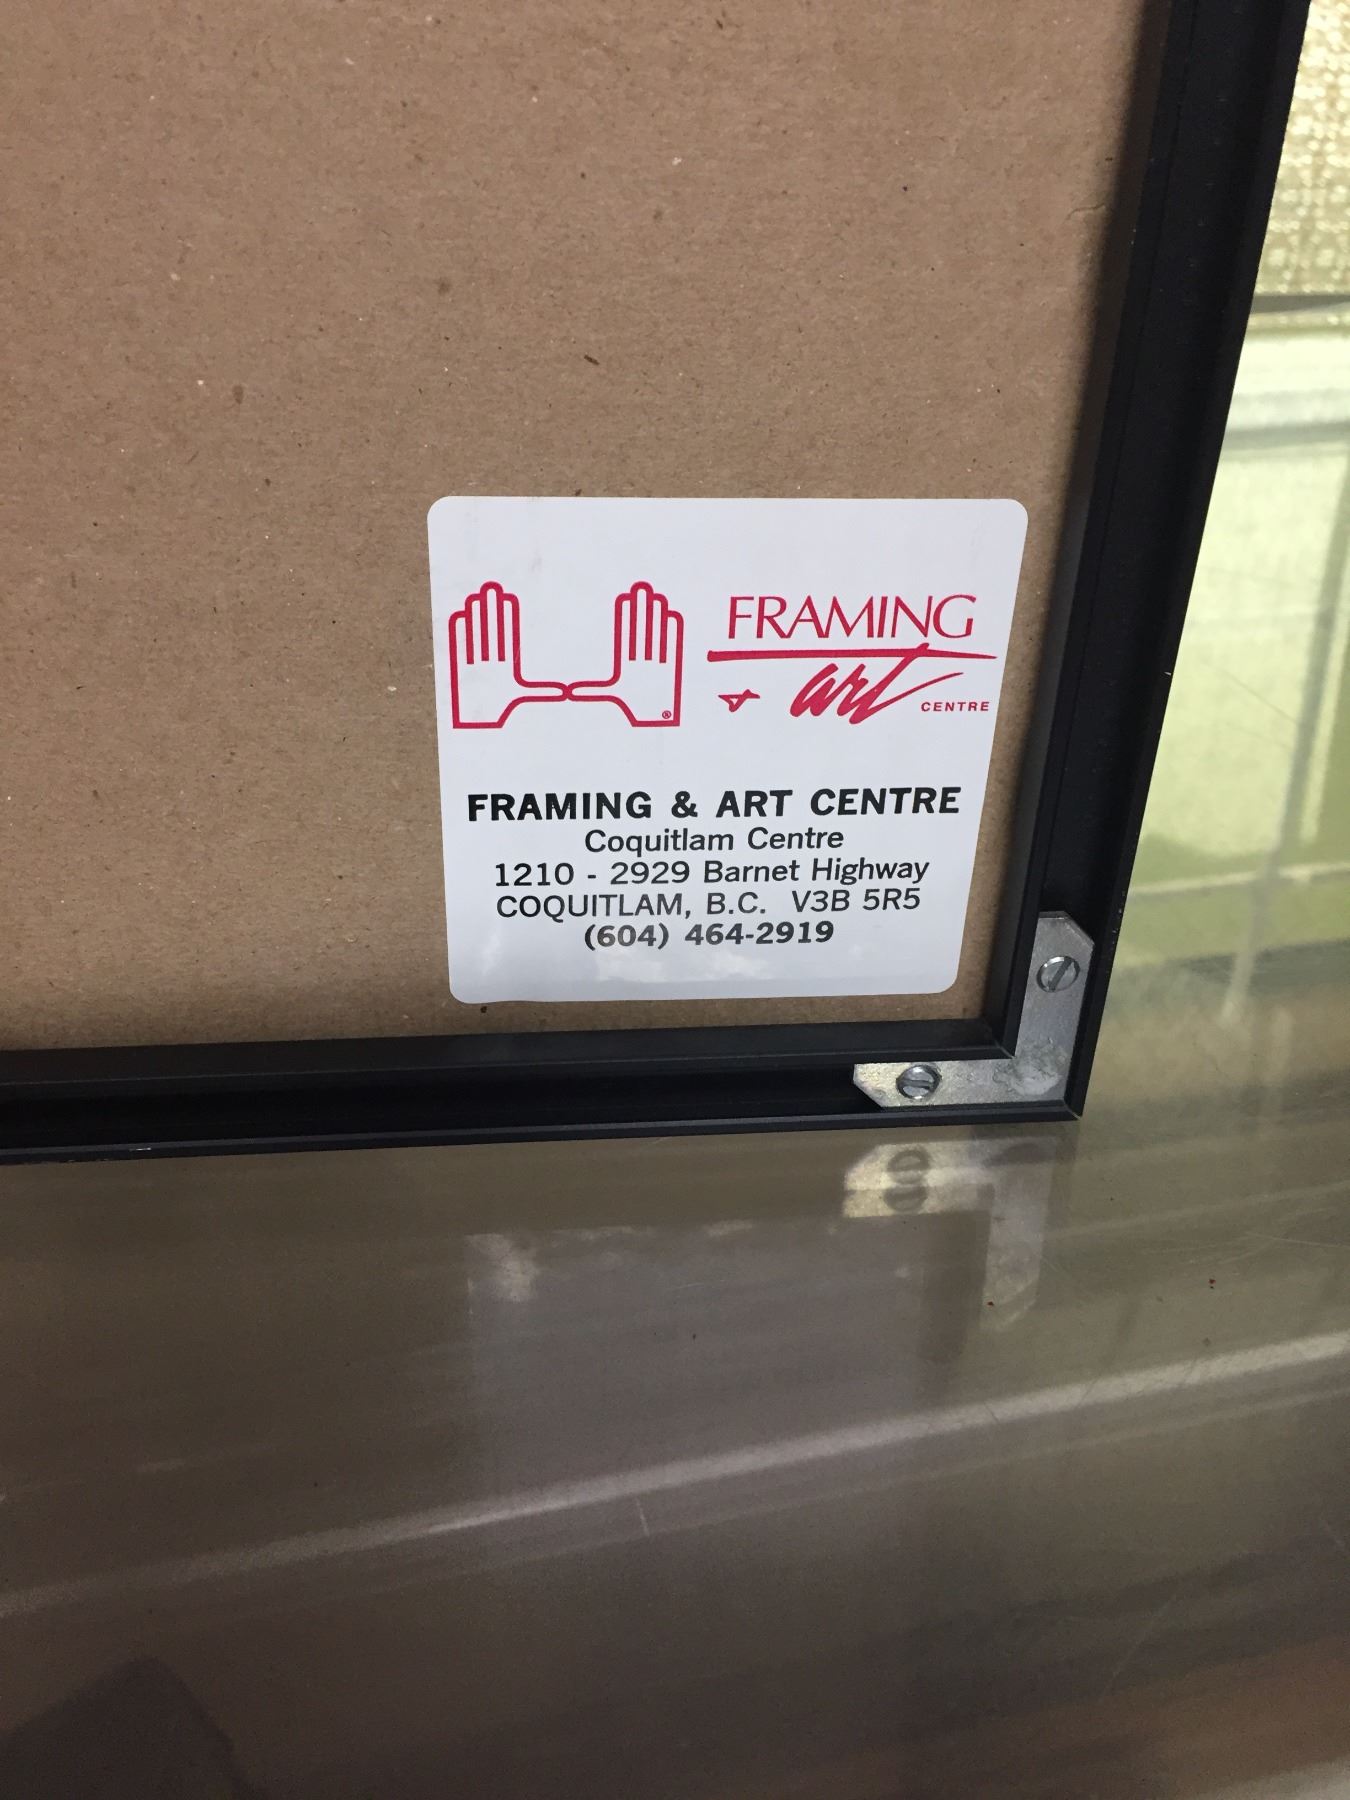 FRAMING
& art CENTRE
®
FRAMING & ART CENTRE
Coquitlam Centre
1210 - 2929 Barnet Highway
COQUITLAM, B.C. V3B 5R5
(604) 464-2919